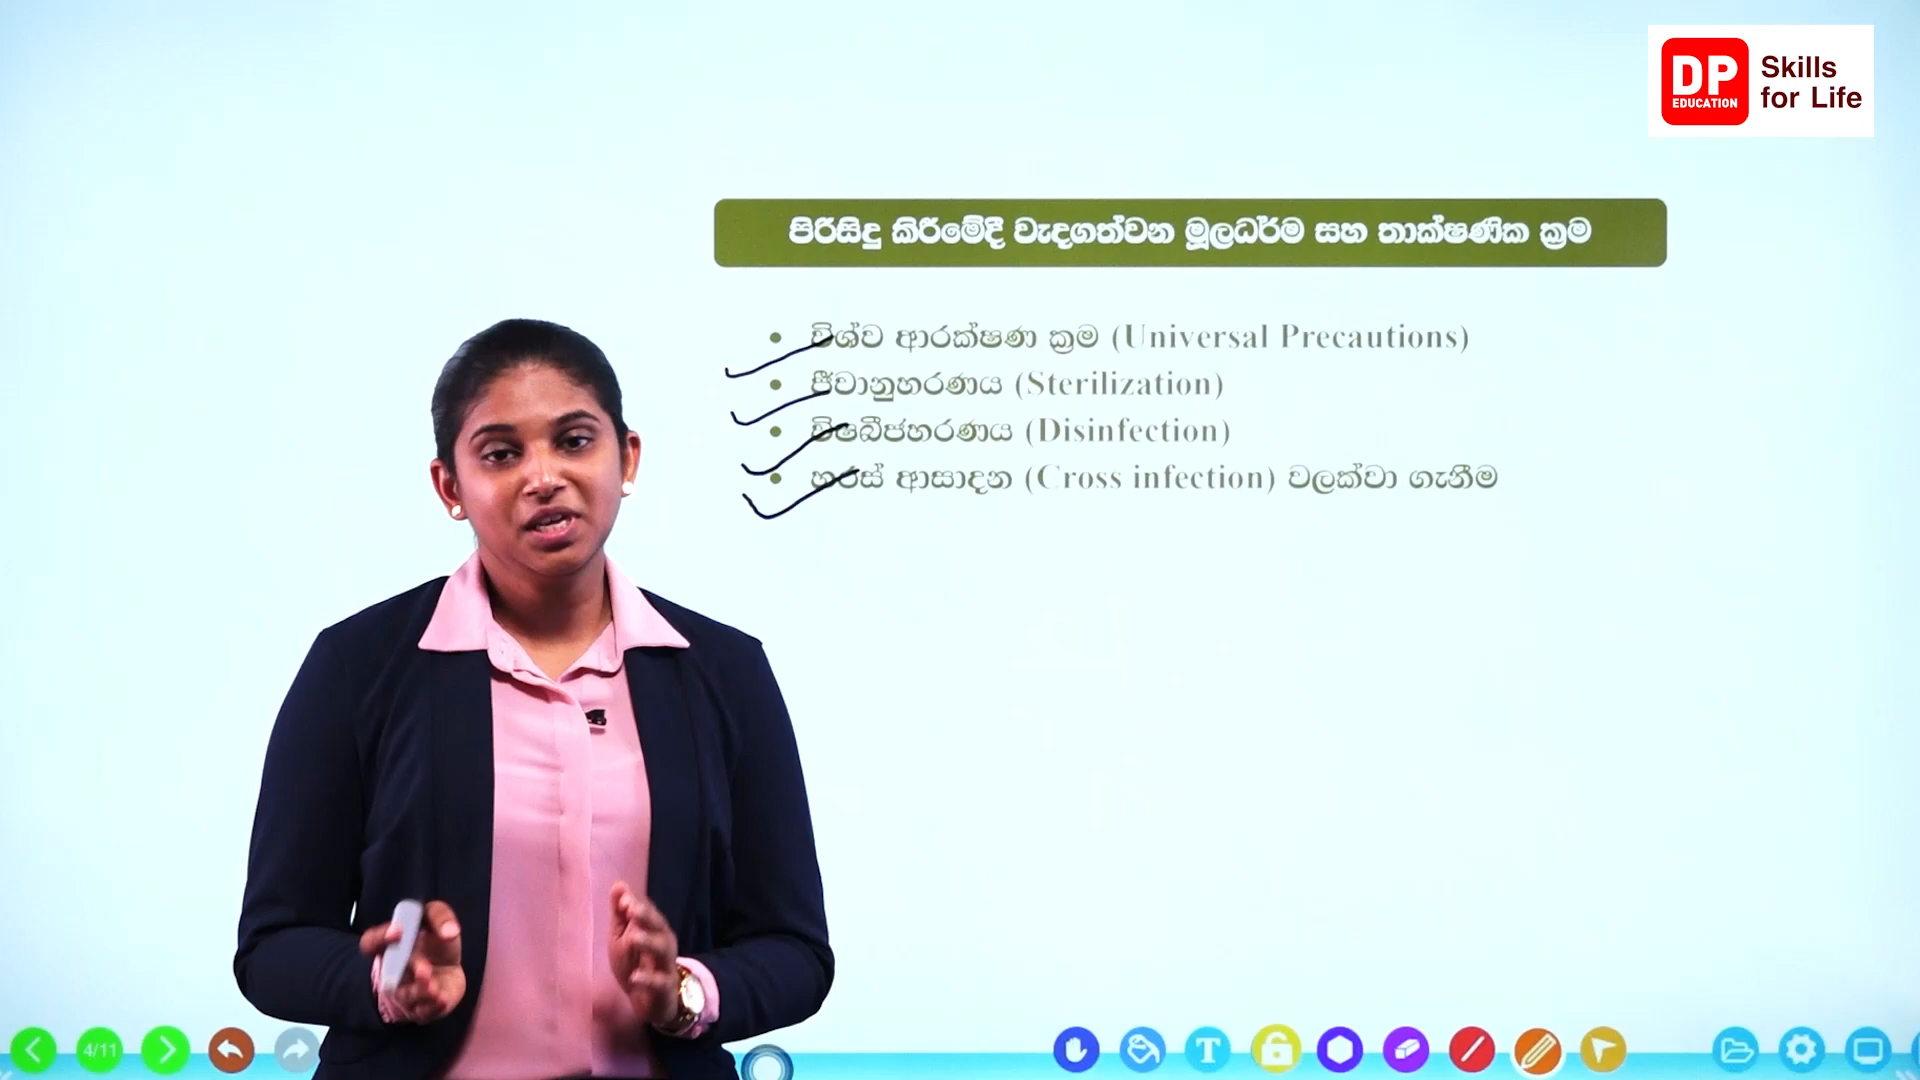 DP
EDUCATION
Skills
for Life
පිරිසිදු කිරීමේදී වැදගත්වන මූලධර්ම සහ තාක්ෂණික ක්‍රම
• විශ්ව ආරක්ෂණ ක්‍රම (Universal Precautions)
• ජීවානුහරණය (Sterilization)
• විෂබීජහරණය (Disinfection)
• හරස් ආසාදන (Cross infection) වලක්වා ගැනීම
4/11